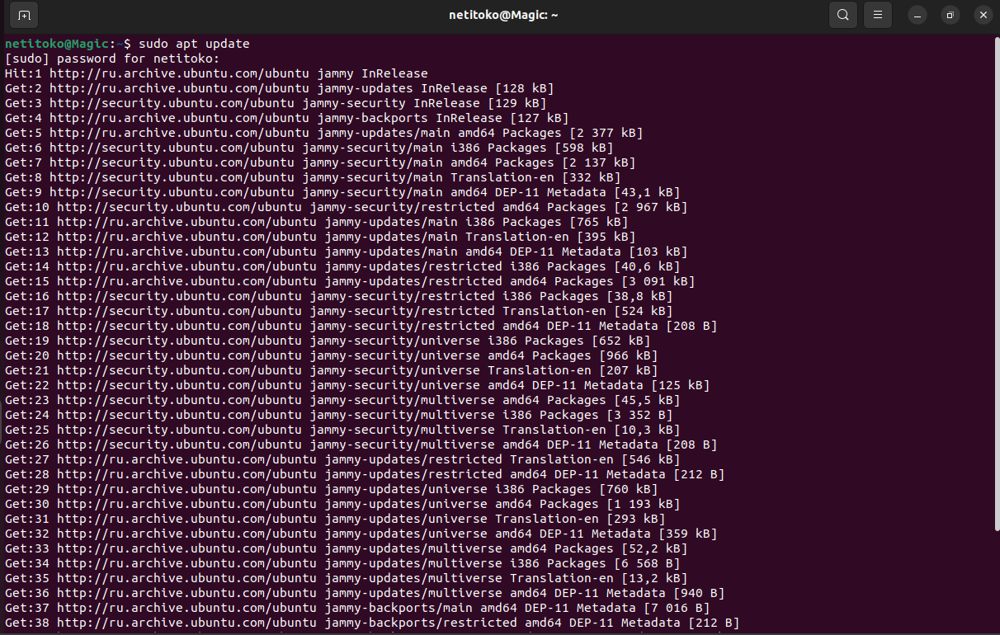 netitoko@Magic: ~
netitoko@Magic:~$ sudo apt update
[sudo] password for netitoko:
Hit:1 http://ru.archive.ubuntu.com/ubuntu jammy InRelease
Get:2 http://ru.archive.ubuntu.com/ubuntu jammy-updates InRelease [128 kB]
Get:3 http://security.ubuntu.com/ubuntu jammy-security InRelease [129 kB]
Get:4 http://ru.archive.ubuntu.com/ubuntu jammy-backports InRelease [127 kB]
Get:5 http://ru.archive.ubuntu.com/ubuntu jammy-updates/main amd64 Packages [2 377 kB]
Get:6 http://security.ubuntu.com/ubuntu jammy-security/main i386 Packages [598 kB]
Get:7 http://security.ubuntu.com/ubuntu jammy-security/main amd64 Packages [2 137 kB]
Get:8 http://security.ubuntu.com/ubuntu jammy-security/main Translation-en [332 kB]
Get:9 http://security.ubuntu.com/ubuntu jammy-security/main amd64 DEP-11 Metadata [43,1 kB]
Get:10 http://security.ubuntu.com/ubuntu jammy-security/restricted amd64 Packages [2 967 kB]
Get:11 http://ru.archive.ubuntu.com/ubuntu jammy-updates/main i386 Packages [765 kB]
Get:12 http://ru.archive.ubuntu.com/ubuntu jammy-updates/main Translation-en [395 kB]
Get:13 http://ru.archive.ubuntu.com/ubuntu jammy-updates/main amd64 DEP-11 Metadata [103 kB]
Get:14 http://ru.archive.ubuntu.com/ubuntu jammy-updates/restricted i386 Packages [40,6 kB]
Get:15 http://ru.archive.ubuntu.com/ubuntu jammy-updates/restricted amd64 Packages [3 091 kB]
Get:16 http://security.ubuntu.com/ubuntu jammy-security/restricted i386 Packages [38,8 kB]
Get:17 http://security.ubuntu.com/ubuntu jammy-security/restricted Translation-en [524 kB]
Get:18 http://security.ubuntu.com/ubuntu jammy-security/restricted amd64 DEP-11 Metadata [208 B]
Get:19 http://security.ubuntu.com/ubuntu jammy-security/universe i386 Packages [652 kB]
Get:20 http://security.ubuntu.com/ubuntu jammy-security/universe amd64 Packages [966 kB]
Get:21 http://security.ubuntu.com/ubuntu jammy-security/universe Translation-en [207 kB]
Get:22 http://security.ubuntu.com/ubuntu jammy-security/universe amd64 DEP-11 Metadata [125 kB]
Get:23 http://security.ubuntu.com/ubuntu jammy-security/multiverse amd64 Packages [45,5 kB]
Get:24 http://security.ubuntu.com/ubuntu jammy-security/multiverse i386 Packages [3 352 B]
Get:25 http://security.ubuntu.com/ubuntu jammy-security/multiverse Translation-en [10,3 kB]
Get:26 http://security.ubuntu.com/ubuntu jammy-security/multiverse amd64 DEP-11 Metadata [208 B]
Get:27 http://ru.archive.ubuntu.com/ubuntu jammy-updates/restricted Translation-en [546 kB]
Get:28 http://ru.archive.ubuntu.com/ubuntu jammy-updates/restricted amd64 DEP-11 Metadata [212 B]
Get:29 http://ru.archive.ubuntu.com/ubuntu jammy-updates/universe i386 Packages [760 kB]
Get:30 http://ru.archive.ubuntu.com/ubuntu jammy-updates/universe amd64 Packages [1 193 kB]
Get:31 http://ru.archive.ubuntu.com/ubuntu jammy-updates/universe Translation-en [293 kB]
Get:32 http://ru.archive.ubuntu.com/ubuntu jammy-updates/universe amd64 DEP-11 Metadata [359 kB]
Get:33 http://ru.archive.ubuntu.com/ubuntu jammy-updates/multiverse amd64 Packages [52,2 kB]
Get:34 http://ru.archive.ubuntu.com/ubuntu jammy-updates/multiverse i386 Packages [6 568 B]
Get:35 http://ru.archive.ubuntu.com/ubuntu jammy-updates/multiverse Translation-en [13,2 kB]
Get:36 http://ru.archive.ubuntu.com/ubuntu jammy-updates/multiverse amd64 DEP-11 Metadata [940 B]
Get:37 http://ru.archive.ubuntu.com/ubuntu jammy-backports/main amd64 DEP-11 Metadata [7 016 B]
Get:38 http://ru.archive.ubuntu.com/ubuntu jammy-backports/restricted amd64 DEP-11 Metadata [212 B]